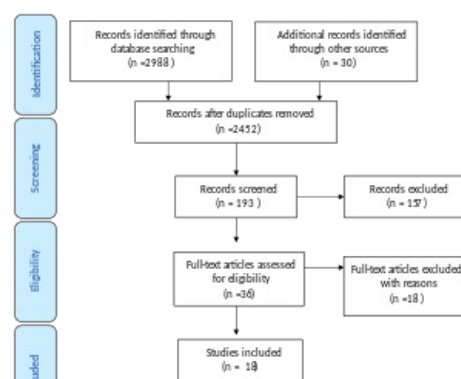 Identification
Records identified through
database searching
(n =2988 )
Additional records identified
through other sources
(n = 30)
Records after duplicates removed
(n =2452)
Screening
Records screened
(n = 193 )
Records excluded
(n = 157)
Eligibility
Full-text articles assessed
for eligibility
(n =36)
Full-text articles excluded
with reasons
(n =18 )
uded
Studies included
(n = 18)